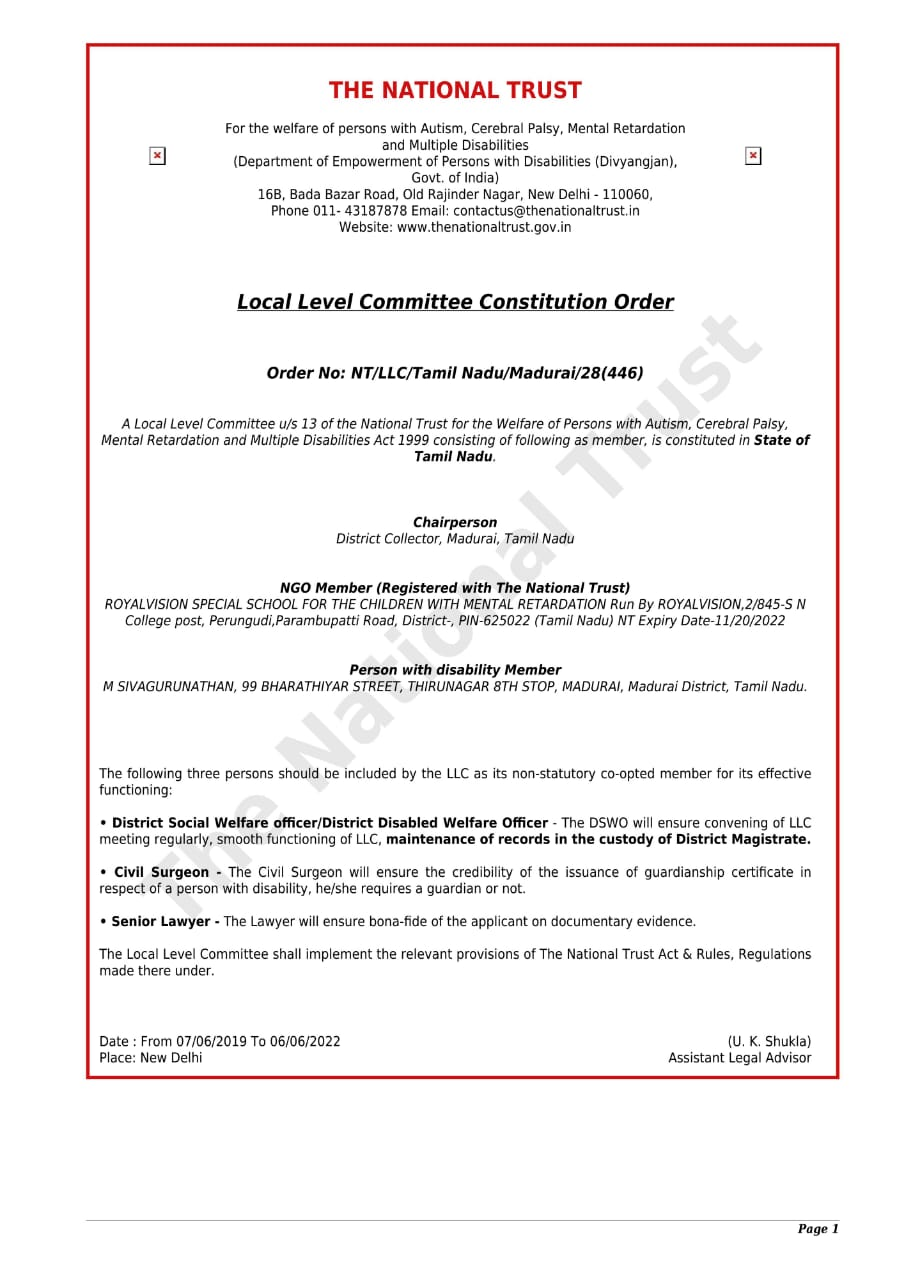 THE NATIONAL TRUST
For the welfare of persons with Autism, Cerebral Palsy, Mental Retardation
and Multiple Disabilities
(Department of Empowerment of Persons with Disabilities (Divyangjan),
Govt. of India)
16B, Bada Bazar Road, Old Rajinder Nagar, New Delhi - 110060,
Phone 011- 43187878 Email: contactus@thenationaltrust.in
Website: www.thenationaltrust.gov.in
Local Level Committee Constitution Order
Order No: NT/LLC/Tamil Nadu/Madurai/28(446)
A Local Level Committee u/s 13 of the National Trust for the Welfare of Persons with Autism, Cerebral Palsy,
Mental Retardation and Multiple Disabilities Act 1999 consisting of following as member, is constituted in State of
Tamil Nadu.
Chairperson
District Collector, Madurai, Tamil Nadu
NGO Member (Registered with The National Trust)
ROYALVISION SPECIAL SCHOOL FOR THE CHILDREN WITH MENTAL RETARDATION Run By ROYALVISION,2/845-S N
College post, Perungudi,Parambupatti Road, District-, PIN-625022 (Tamil Nadu) NT Expiry Date-11/20/2022
Person with disability Member
M SIVAGURUNATHAN, 99 BHARATHIYAR STREET, THIRUNAGAR 8TH STOP, MADURAI, Madurai District, Tamil Nadu.
The following three persons should be included by the LLC as its non-statutory co-opted member for its effective
functioning:
• District Social Welfare officer/District Disabled Welfare Officer - The DSWO will ensure convening of LLC
meeting regularly, smooth functioning of LLC, maintenance of records in the custody of District Magistrate.
• Civil Surgeon - The Civil Surgeon will ensure the credibility of the issuance of guardianship certificate in
respect of a person with disability, he/she requires a guardian or not.
• Senior Lawyer - The Lawyer will ensure bona-fide of the applicant on documentary evidence.
The Local Level Committee shall implement the relevant provisions of The National Trust Act & Rules, Regulations
made there under.
Date : From 07/06/2019 To 06/06/2022
(U. K. Shukla)
Place: New Delhi
Assistant Legal Advisor
The National Trust
Page 1